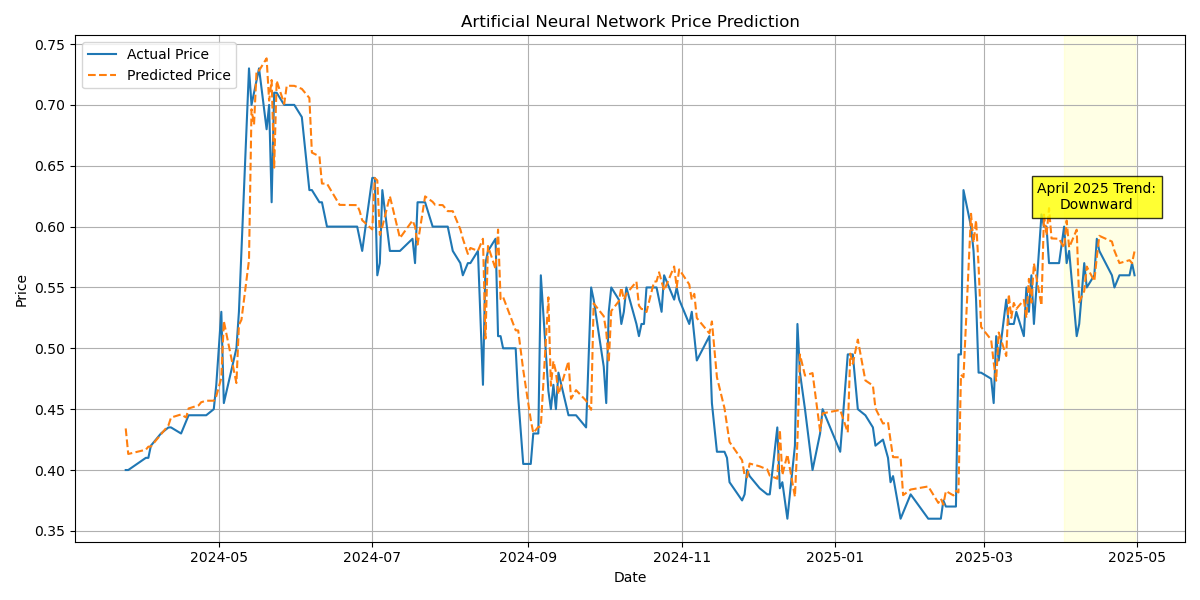 Artificial Neural Network Price Prediction
Actual Price
Predicted Price
April 2025 Trend:
Downward
Price
0.75
0.70
0.65
0.60
0.55
0.50
0.45
0.40
0.35
2024-05
2024-07
2024-09
2024-11
2025-01
2025-03
2025-05
Date